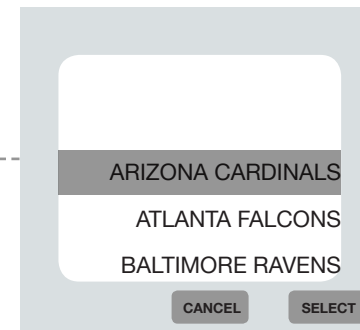 ARIZONA CARDINALS
ATLANTA FALCONS
BALTIMORE RAVENS
CANCEL SELECT